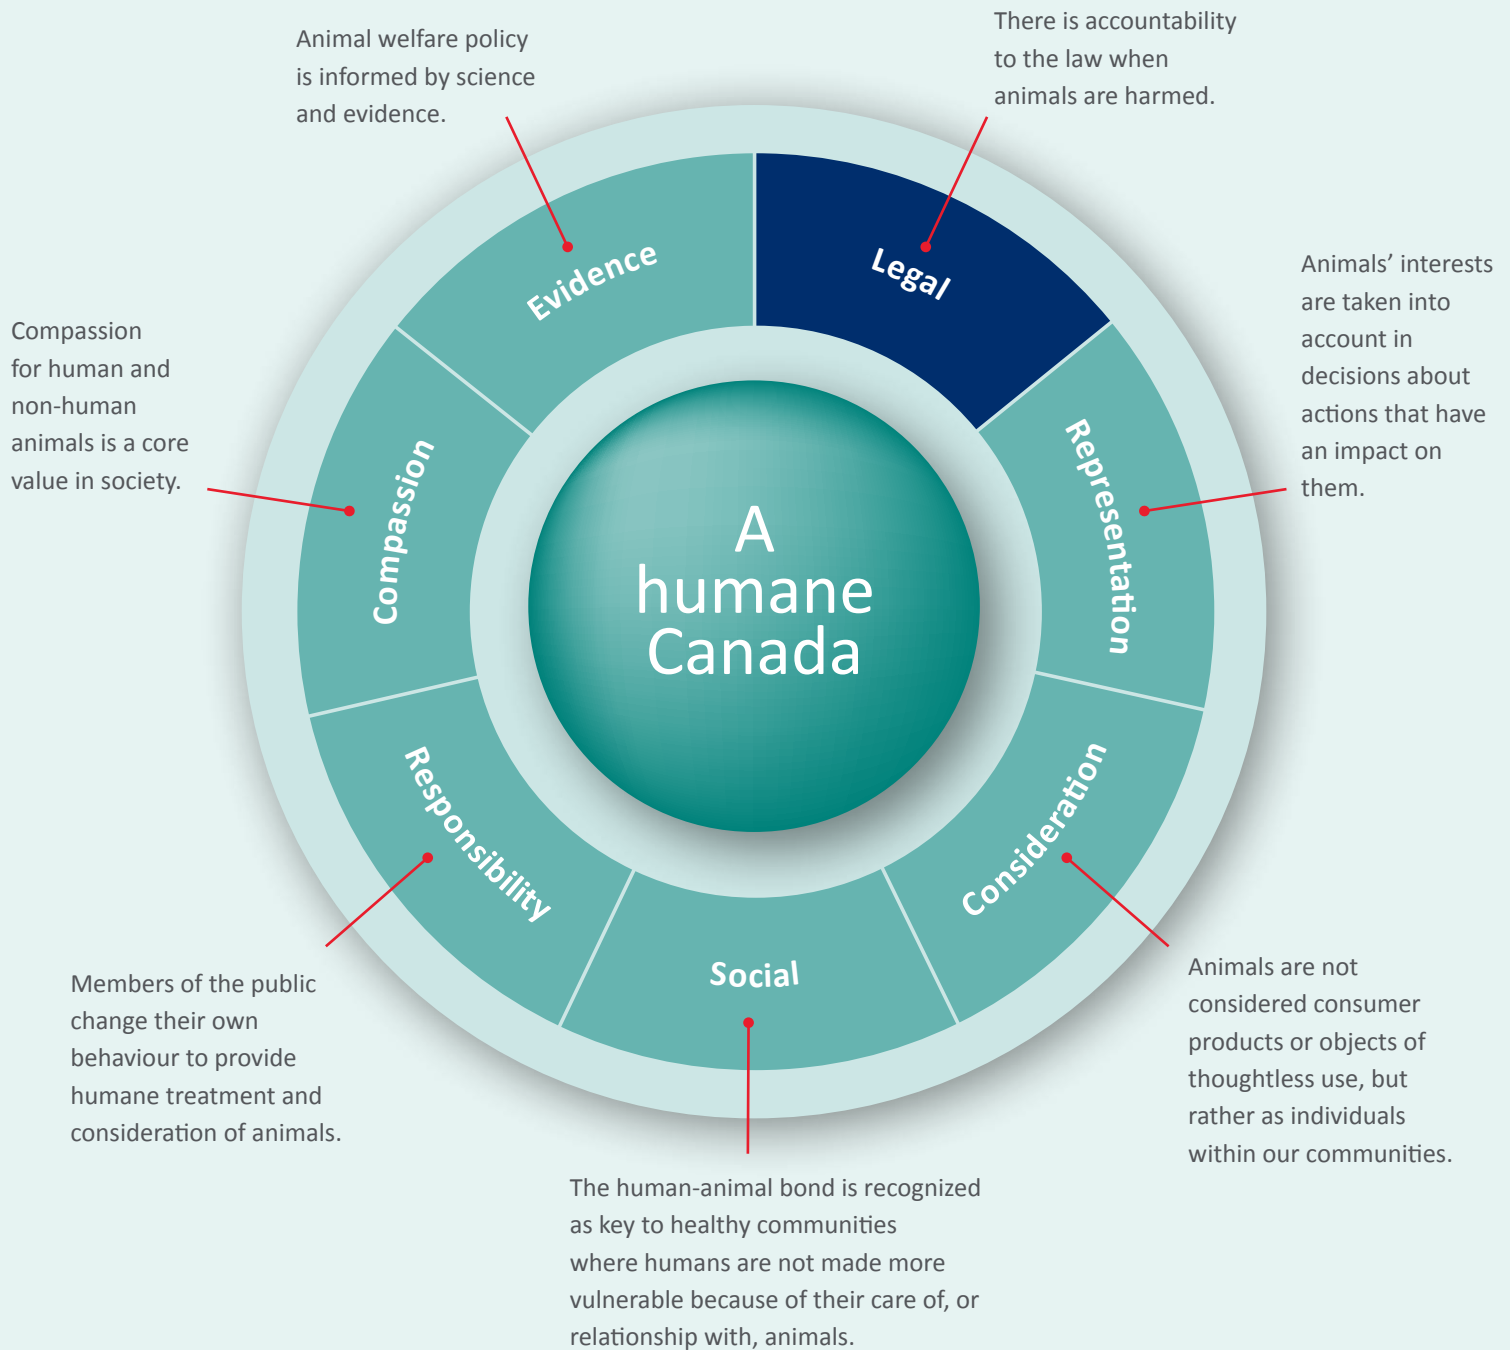 Animal welfare policy
is informed by science
and evidence.
There is accountability
to the law when
animals are harmed.
Evidence
Legal
Animals’ interests
are taken into
account in
decisions about
actions that have
an impact on
them.
Compassion
for human and
non-human
animals is a core
value in society.
Compassion
Representation
A
humane
Canada
Responsibility
Consideration
Social
Members of the public
change their own
behaviour to provide
humane treatment and
consideration of animals.
Animals are not
considered consumer
products or objects of
thoughtless use, but
rather as individuals
within our communities.
The human-animal bond is recognized
as key to healthy communities
where humans are not made more
vulnerable because of their care of, or
relationship with, animals.